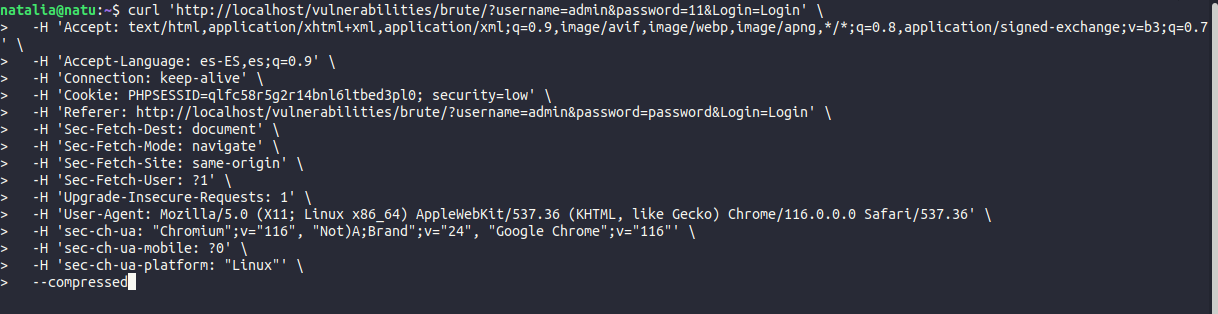 natalia@natu:~$ curl 'http://localhost/vulnerabilities/brute/?username=admin&password=11&Login=Login' \
>   -H 'Accept: text/html,application/xhtml+xml,application/xml;q=0.9,image/avif,image/webp,image/apng,*/*;q=0.8,application/signed-exchange;v=b3;q=0.7
' \
>   -H 'Accept-Language: es-ES,es;q=0.9' \
>   -H 'Connection: keep-alive' \
>   -H 'Cookie: PHPSESSID=qlfc58r5g2r14bnl6ltbed3pl0; security=low' \
>   -H 'Referer: http://localhost/vulnerabilities/brute/?username=admin&password=password&Login=Login' \
>   -H 'Sec-Fetch-Dest: document' \
>   -H 'Sec-Fetch-Mode: navigate' \
>   -H 'Sec-Fetch-Site: same-origin' \
>   -H 'Sec-Fetch-User: ?1' \
>   -H 'Upgrade-Insecure-Requests: 1' \
>   -H 'User-Agent: Mozilla/5.0 (X11; Linux x86_64) AppleWebKit/537.36 (KHTML, like Gecko) Chrome/116.0.0.0 Safari/537.36' \
>   -H 'sec-ch-ua: "Chromium";v="116", "Not)A;Brand";v="24", "Google Chrome";v="116"' \
>   -H 'sec-ch-ua-mobile: ?0' \
>   -H 'sec-ch-ua-platform: "Linux"' \
>   --compressed